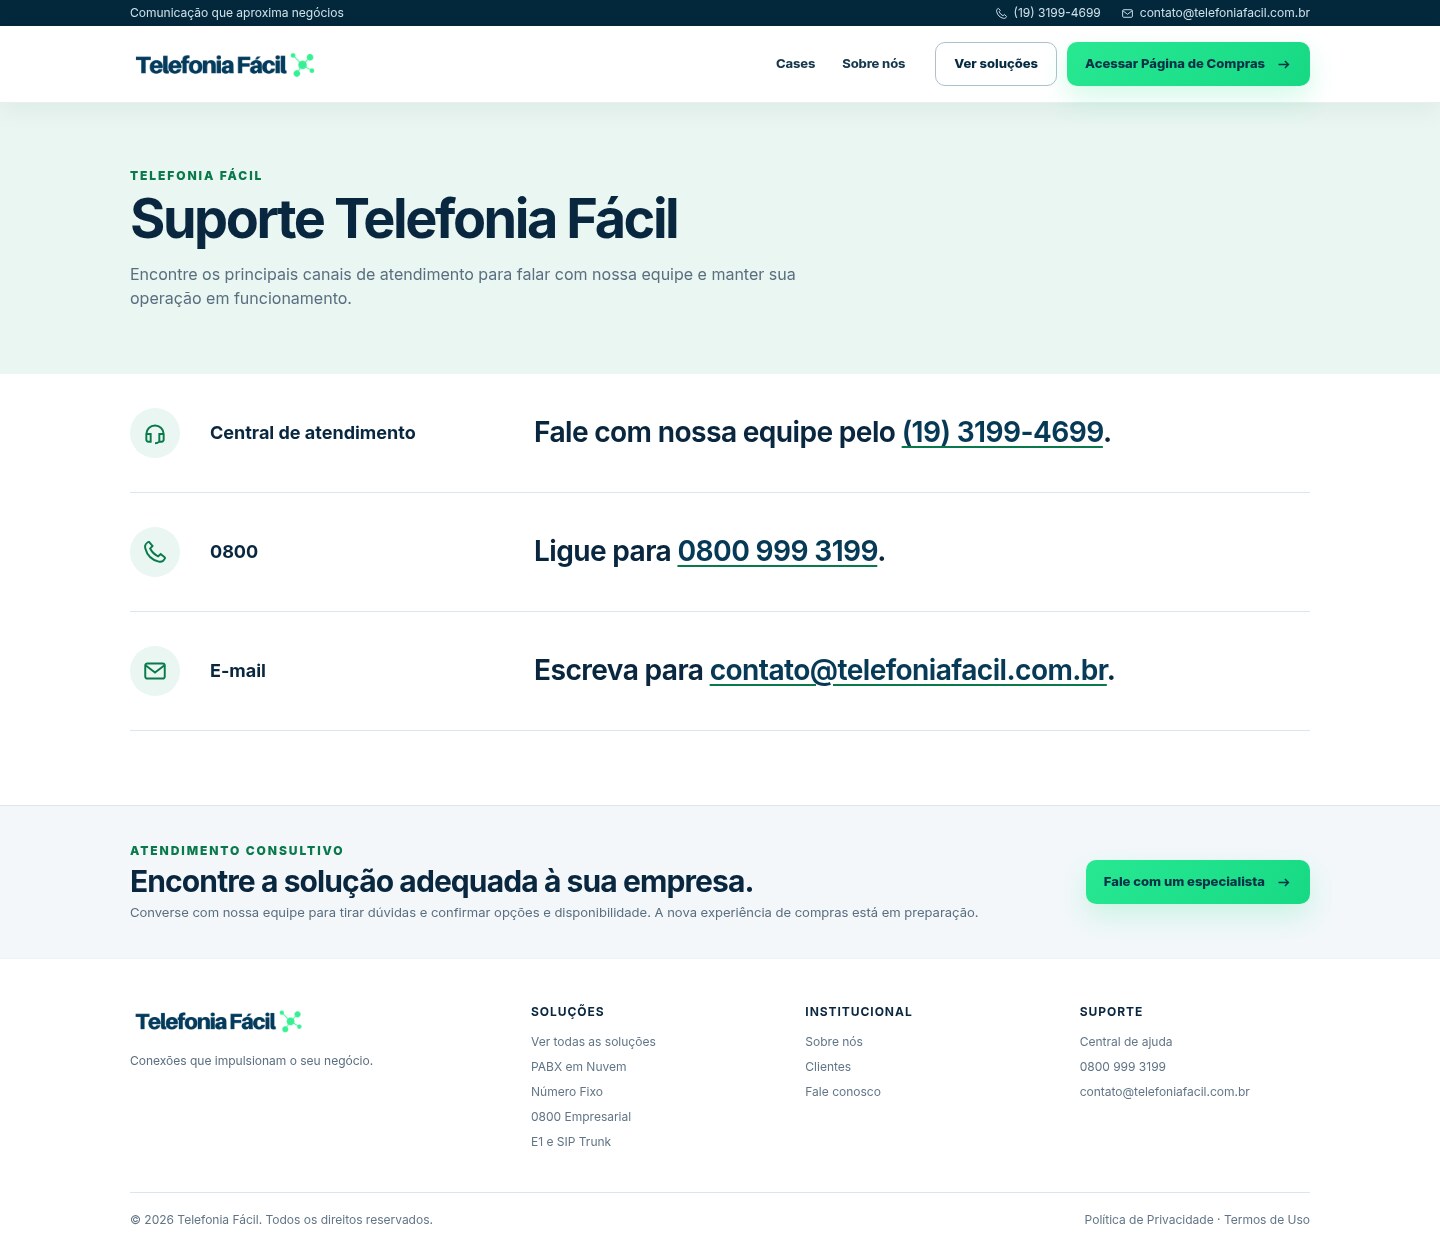 Comunicação que aproxima negócios
(19) 3199-4699
contato@telefoniafacil.com.br
Telefonia Fácil
Cases
Sobre nós
Ver soluções
Acessar Página de Compras
TELEFONIA FÁCIL
Suporte Telefonia Fácil
Encontre os principais canais de atendimento para falar com nossa equipe e manter sua
operação em funcionamento.
Central de atendimento
Fale com nossa equipe pelo (19) 3199-4699.
0800
Ligue para 0800 999 3199.
E-mail
Escreva para contato@telefoniafacil.com.br.
ATENDIMENTO CONSULTIVO
Encontre a solução adequada à sua empresa.
Converse com nossa equipe para tirar dúvidas e confirmar opções e disponibilidade. A nova experiência de compras está em preparação.
Fale com um especialista
Telefonia Fácil
Conexões que impulsionam o seu negócio.
SOLUÇÕES
Ver todas as soluções
PABX em Nuvem
Número Fixo
0800 Empresarial
E1 e SIP Trunk
INSTITUCIONAL
Sobre nós
Clientes
Fale conosco
SUPORTE
Central de ajuda
0800 999 3199
contato@telefoniafacil.com.br
© 2026 Telefonia Fácil. Todos os direitos reservados.
Política de Privacidade · Termos de Uso